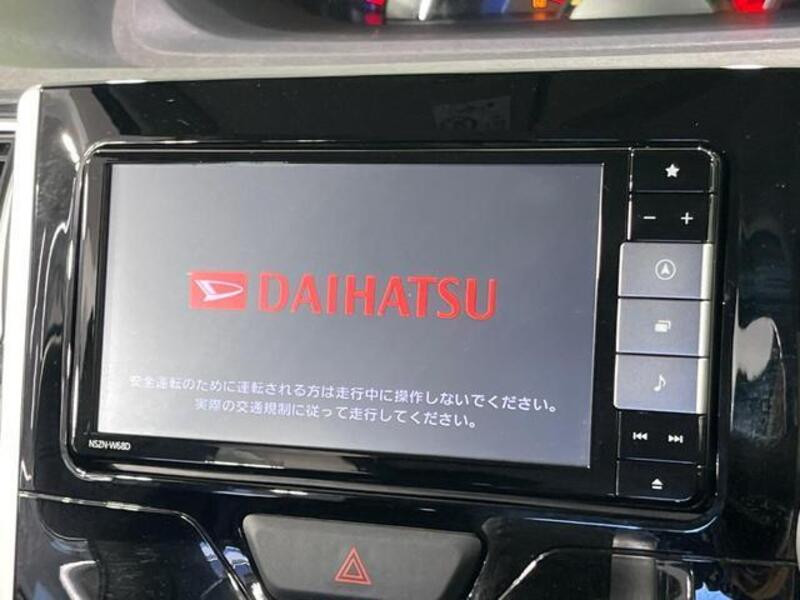 DAIHATSU
安全運転のために運転される方は走行中に操作しないでください。
実際の交通規制に従って走行してください。
NSZN-W68D